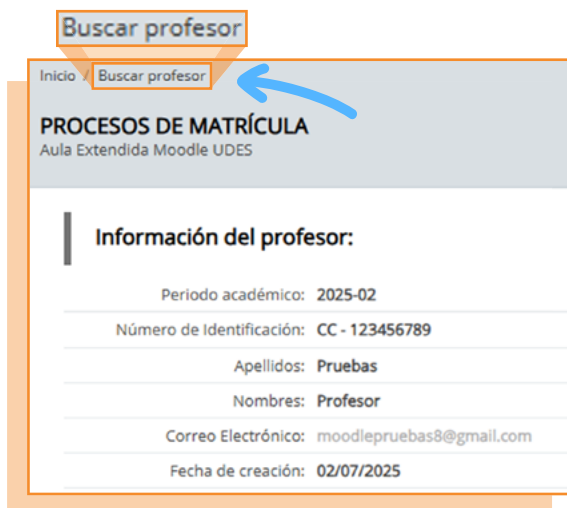 Buscar profesor
Inicio / Buscar profesor
PROCESOS DE MATRÍCULA
Aula Extendida Moodle UDES
Información del profesor:
Periodo académico: 2025-02
Número de Identificación: CC - 123456789
Apellidos: Pruebas
Nombres: Profesor
Correo Electrónico: moodlepruebas8@gmail.com
Fecha de creación: 02/07/2025